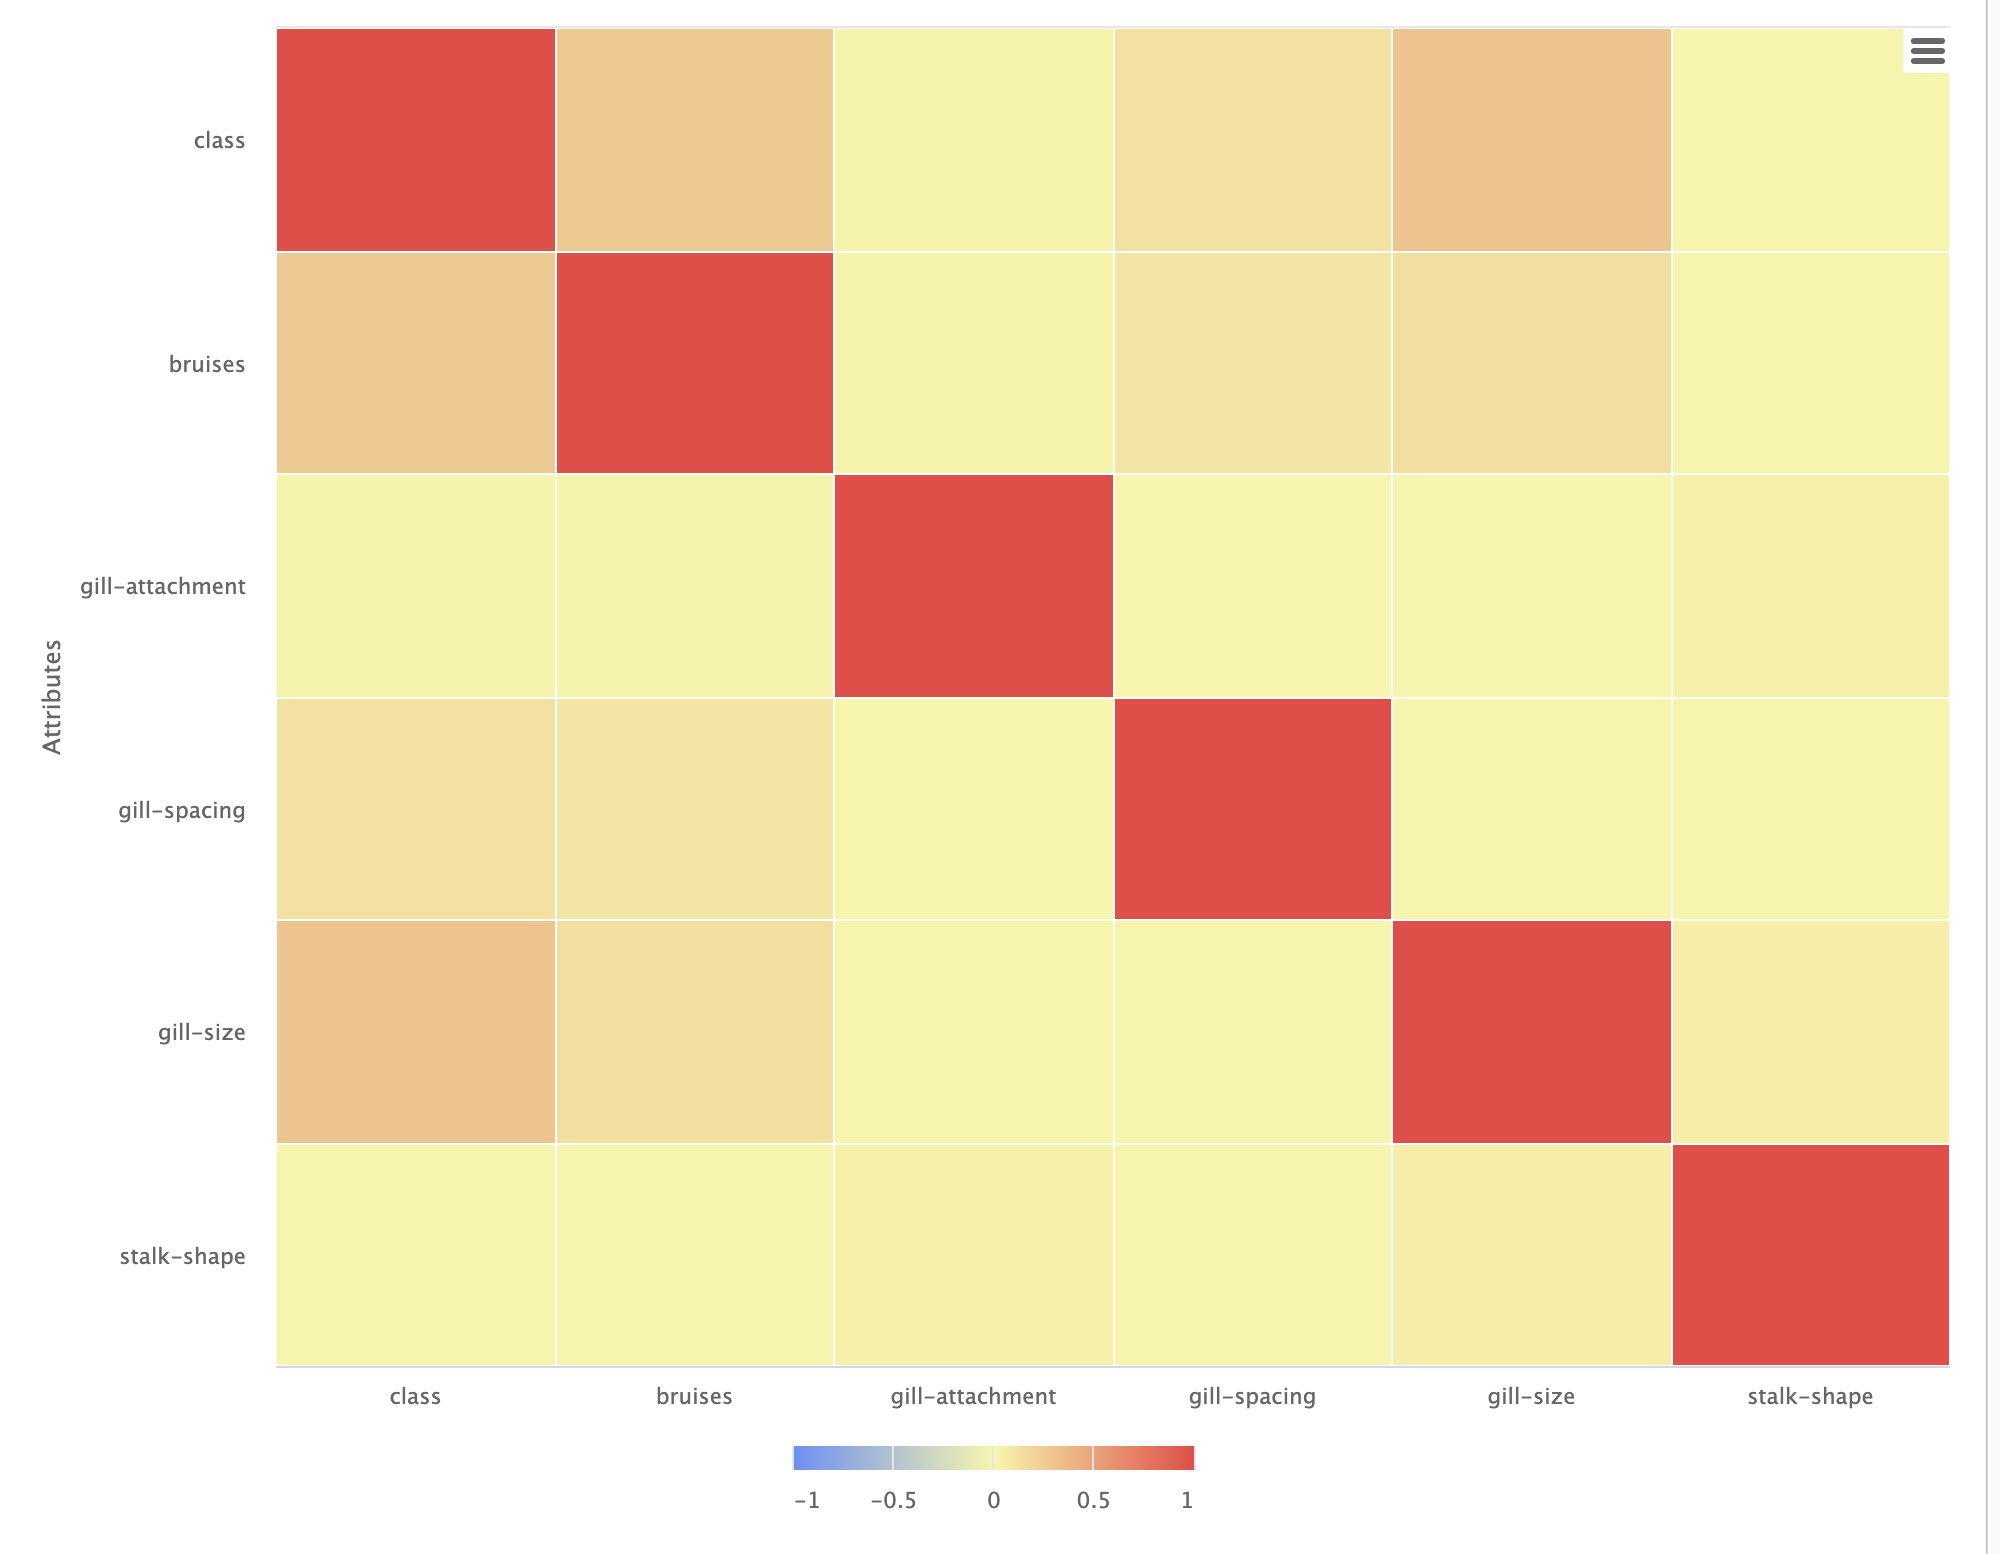 class
bruises
gill-attachment
Attributes
gill-spacing
gill-size
stalk-shape
class bruises gill-attachment gill-spacing gill-size stalk-shape
-1 -0.5 0 0.5 1